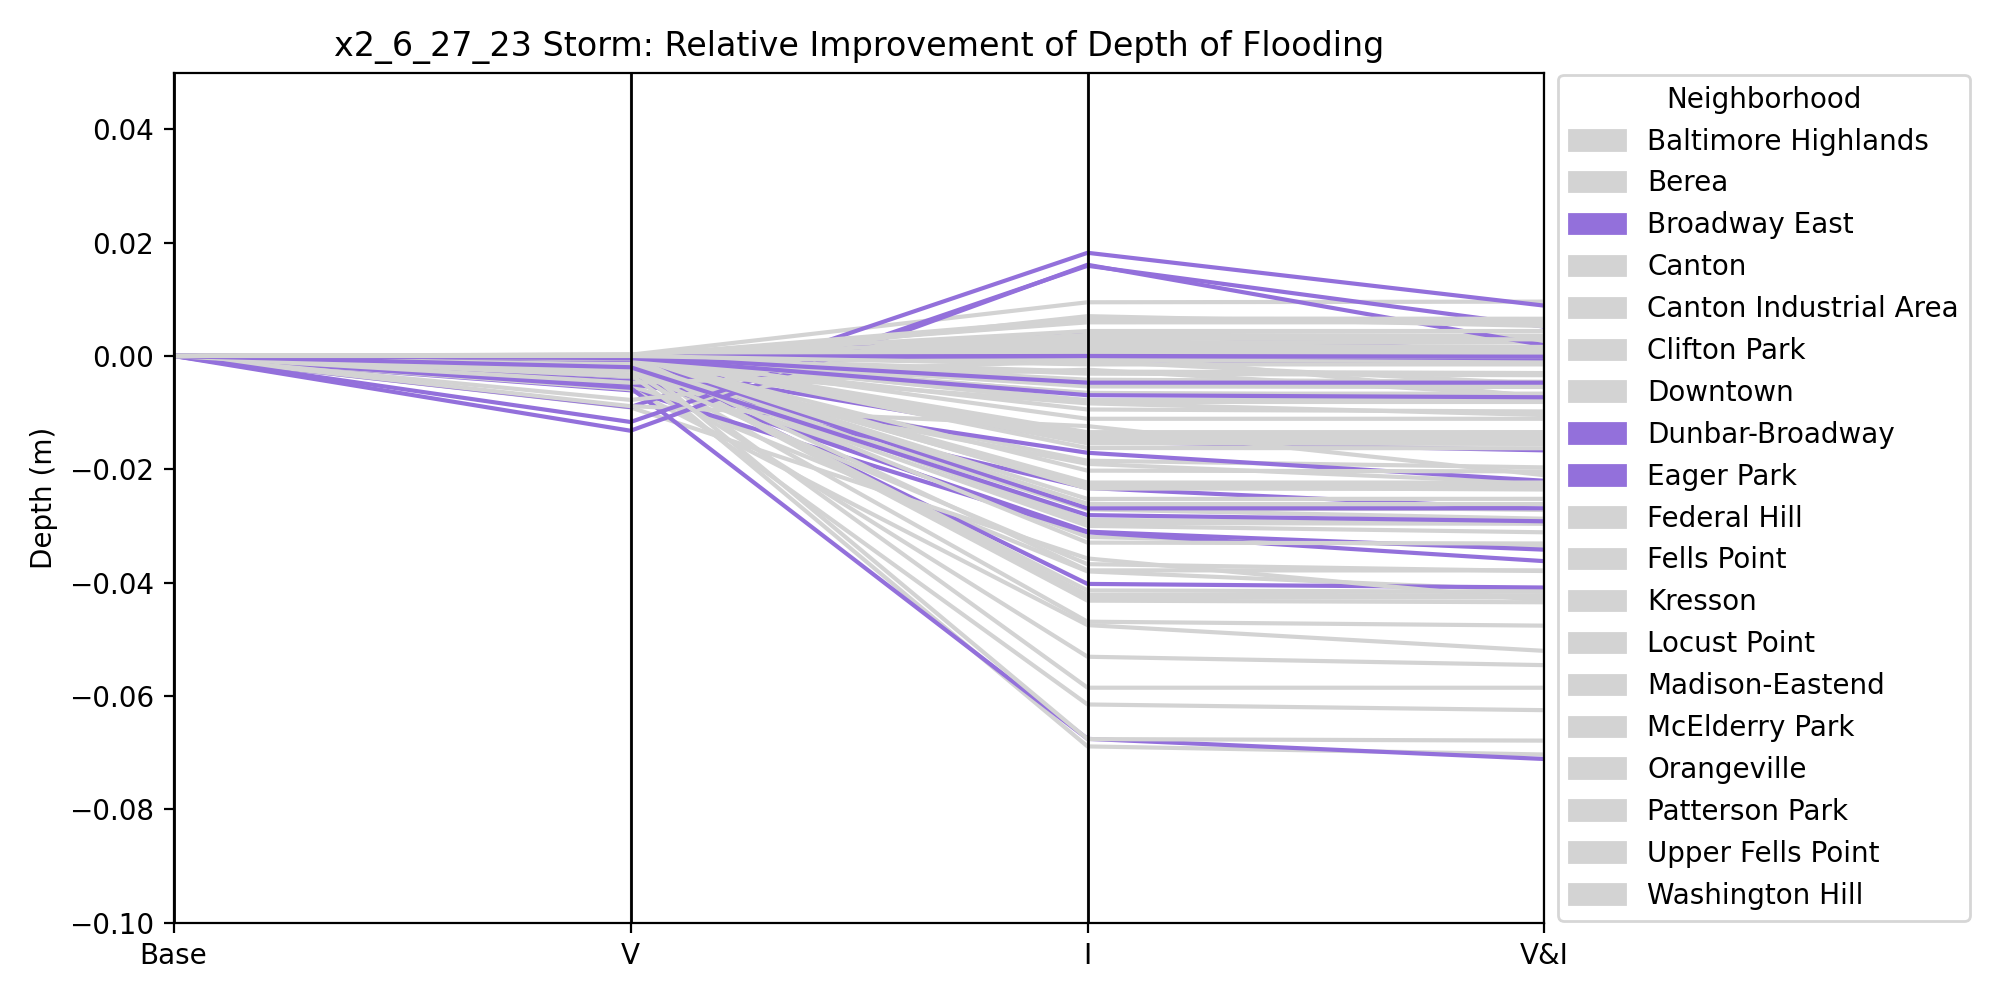 x2_6_27_23 Storm: Relative Improvement of Depth of Flooding
Depth (m)
0.04
0.02
0.00
−0.02
−0.04
−0.06
−0.08
−0.10
Base
V
I
V&I
Neighborhood
Baltimore Highlands
Berea
Broadway East
Canton
Canton Industrial Area
Clifton Park
Downtown
Dunbar-Broadway
Eager Park
Federal Hill
Fells Point
Kresson
Locust Point
Madison-Eastend
McElderry Park
Orangeville
Patterson Park
Upper Fells Point
Washington Hill